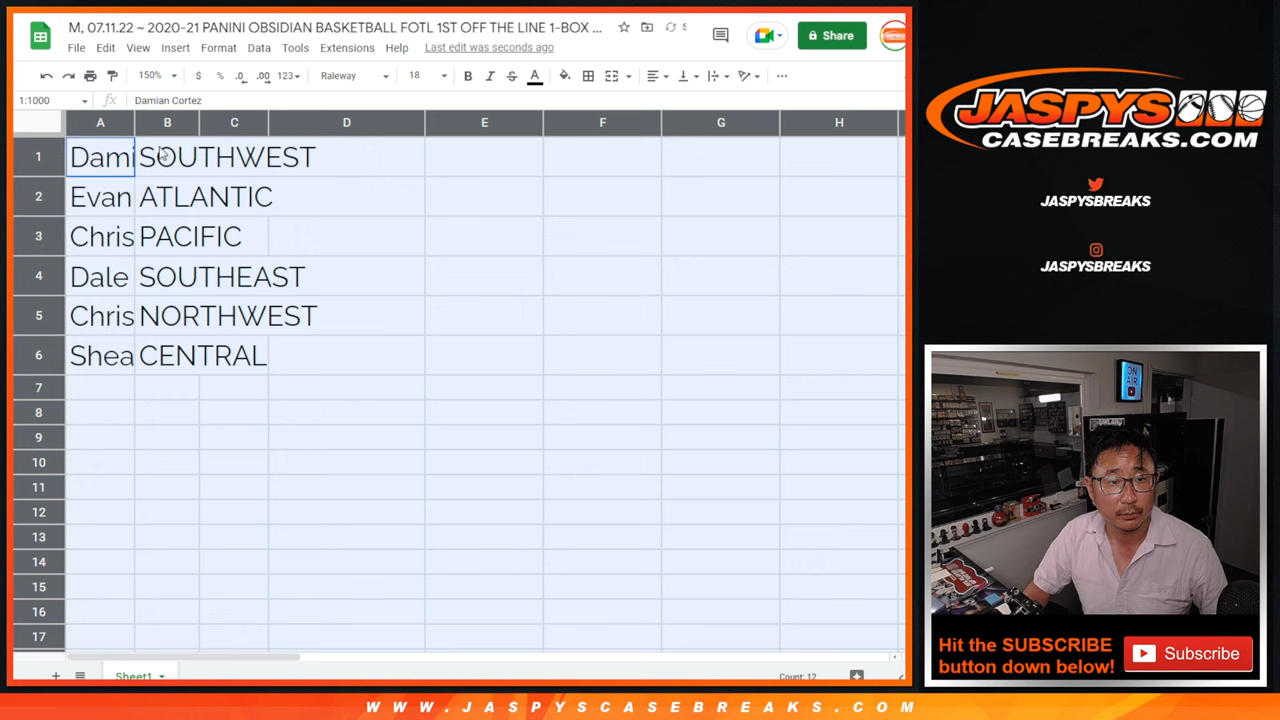 M, 07.11.22 ~ 2020-21 PANINI OBSIDIAN BASKETBALL FOTL 1ST OFF THE LINE 1-BOX ...
File Edit View Insert Format Data Tools Extensions Help Last edit was seconds ago
Share
150% $ % .0 .00 123 Raleway 18 B I S A
1:1000 fx Damian Cortez
A B C D E F G H
1 Dami SOUTHWEST
2 Evan ATLANTIC
3 Chris PACIFIC
4 Dale SOUTHEAST
5 Chris NORTHWEST
6 Shea CENTRAL
7
8
9
10
11
12
13
14
15
16
17
Sheet1 Count: 12
JASPYS
CASEBREAKS.COM
JASPYSBREAKS
JASPYSBREAKS
ON
AIR
OAKLAND
Hit the SUBSCRIBE
button down below!
Subscribe
WWW.JASPYSCASEBREAKS.COM